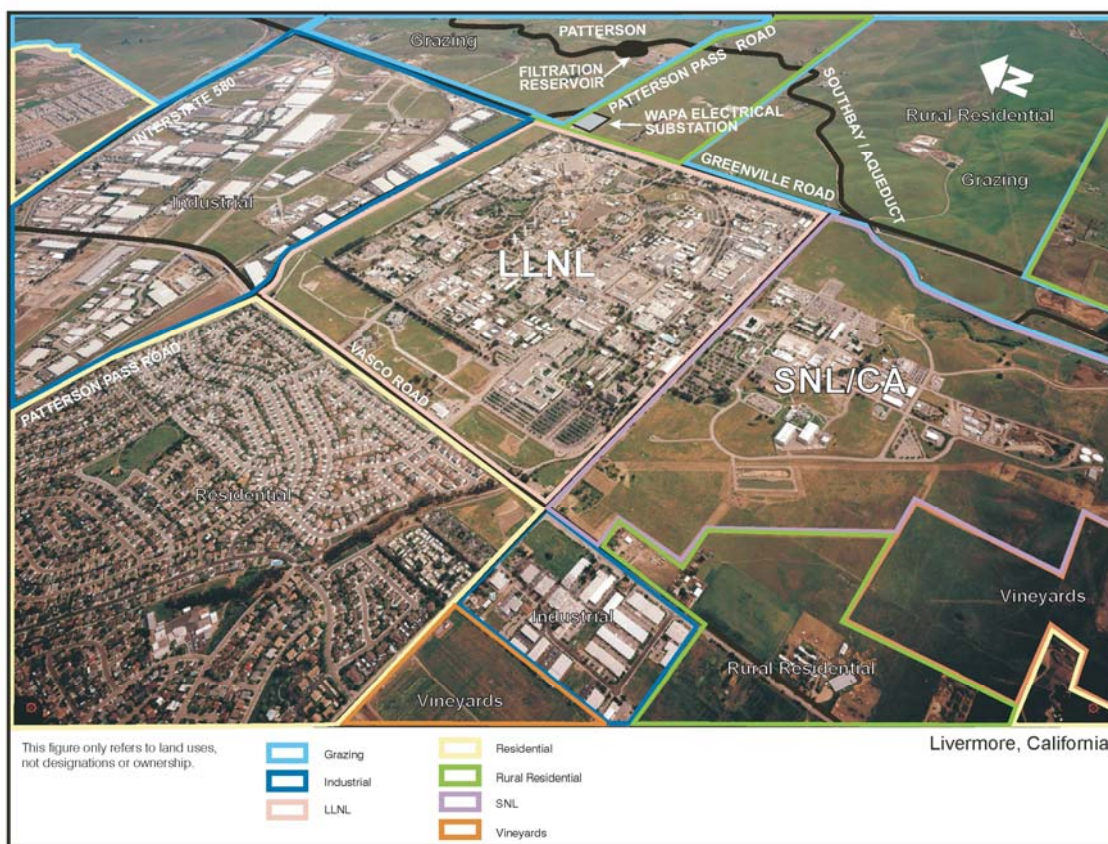 Grazing
PATTERSON
FILTRATION
RESERVOIR
PATTERSON PASS ROAD
N
INTERSTATE 580
WAPA ELECTRICAL
SUBSTATION
SOUTHBAY / AQUEDUCT
Rural Residential
GREENVILLE ROAD
Grazing
Industrial
LLNL
PATTERSON PASS ROAD
VASCO ROAD
SNL/CA
Residential
Industrial
Vineyards
Rural Residential
Vineyards
This figure only refers to land uses,
not designations or ownership.
Grazing
Industrial
LLNL
Residential
Rural Residential
SNL
Vineyards
Livermore, California